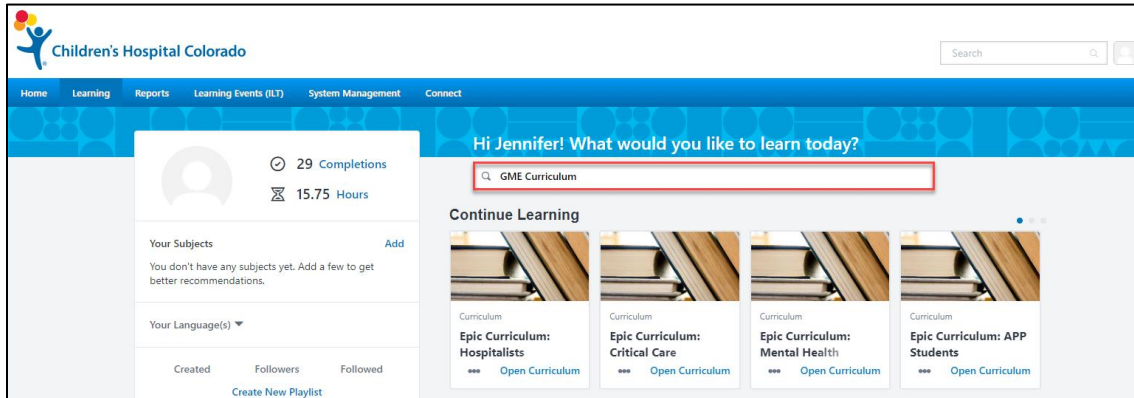 Children's Hospital Colorado
Search
Home Learning Reports Learning Events (ILT) System Management Connect
Hi Jennifer! What would you like to learn today?
29 Completions
15.75 Hours
GME Curriculum
Your Subjects Add
You don't have any subjects yet. Add a few to get
better recommendations.
Your Language(s)
Created Followers Followed
Create New Playlist
Continue Learning
Curriculum
Epic Curriculum:
Hospitalists
Open Curriculum
Curriculum
Epic Curriculum:
Critical Care
Open Curriculum
Curriculum
Epic Curriculum:
Mental Health
Open Curriculum
Curriculum
Epic Curriculum: APP
Students
Open Curriculum